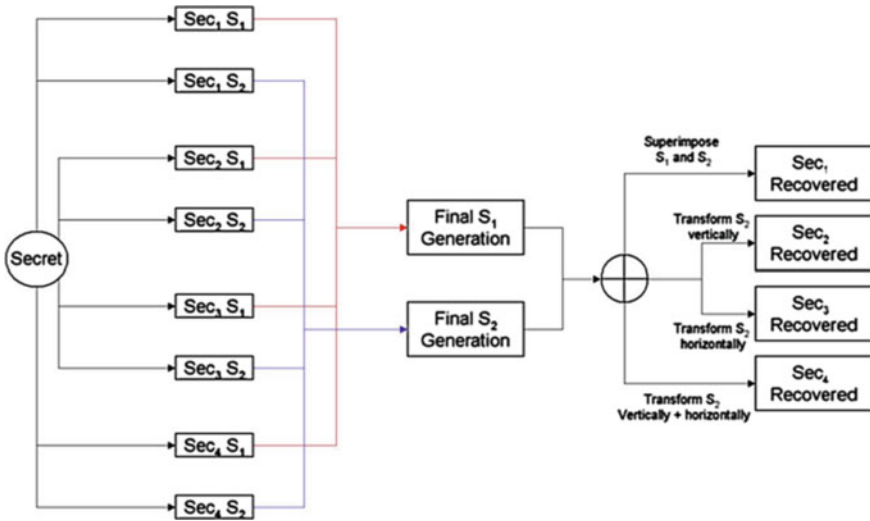 Secret
Sec₁ S₁
Sec₁ S₂
Sec₂ S₁
Sec₂ S₂
Sec₃ S₁
Sec₃ S₂
Sec₄ S₁
Sec₄ S₂
Final S₁
Generation
Final S₂
Generation
Superimpose
S₁ and S₂
Transform S₂
vertically
Transform S₂
horizontally
Transform S₂
Vertically + horizontally
Sec₁
Recovered
Sec₂
Recovered
Sec₃
Recovered
Sec₄
Recovered